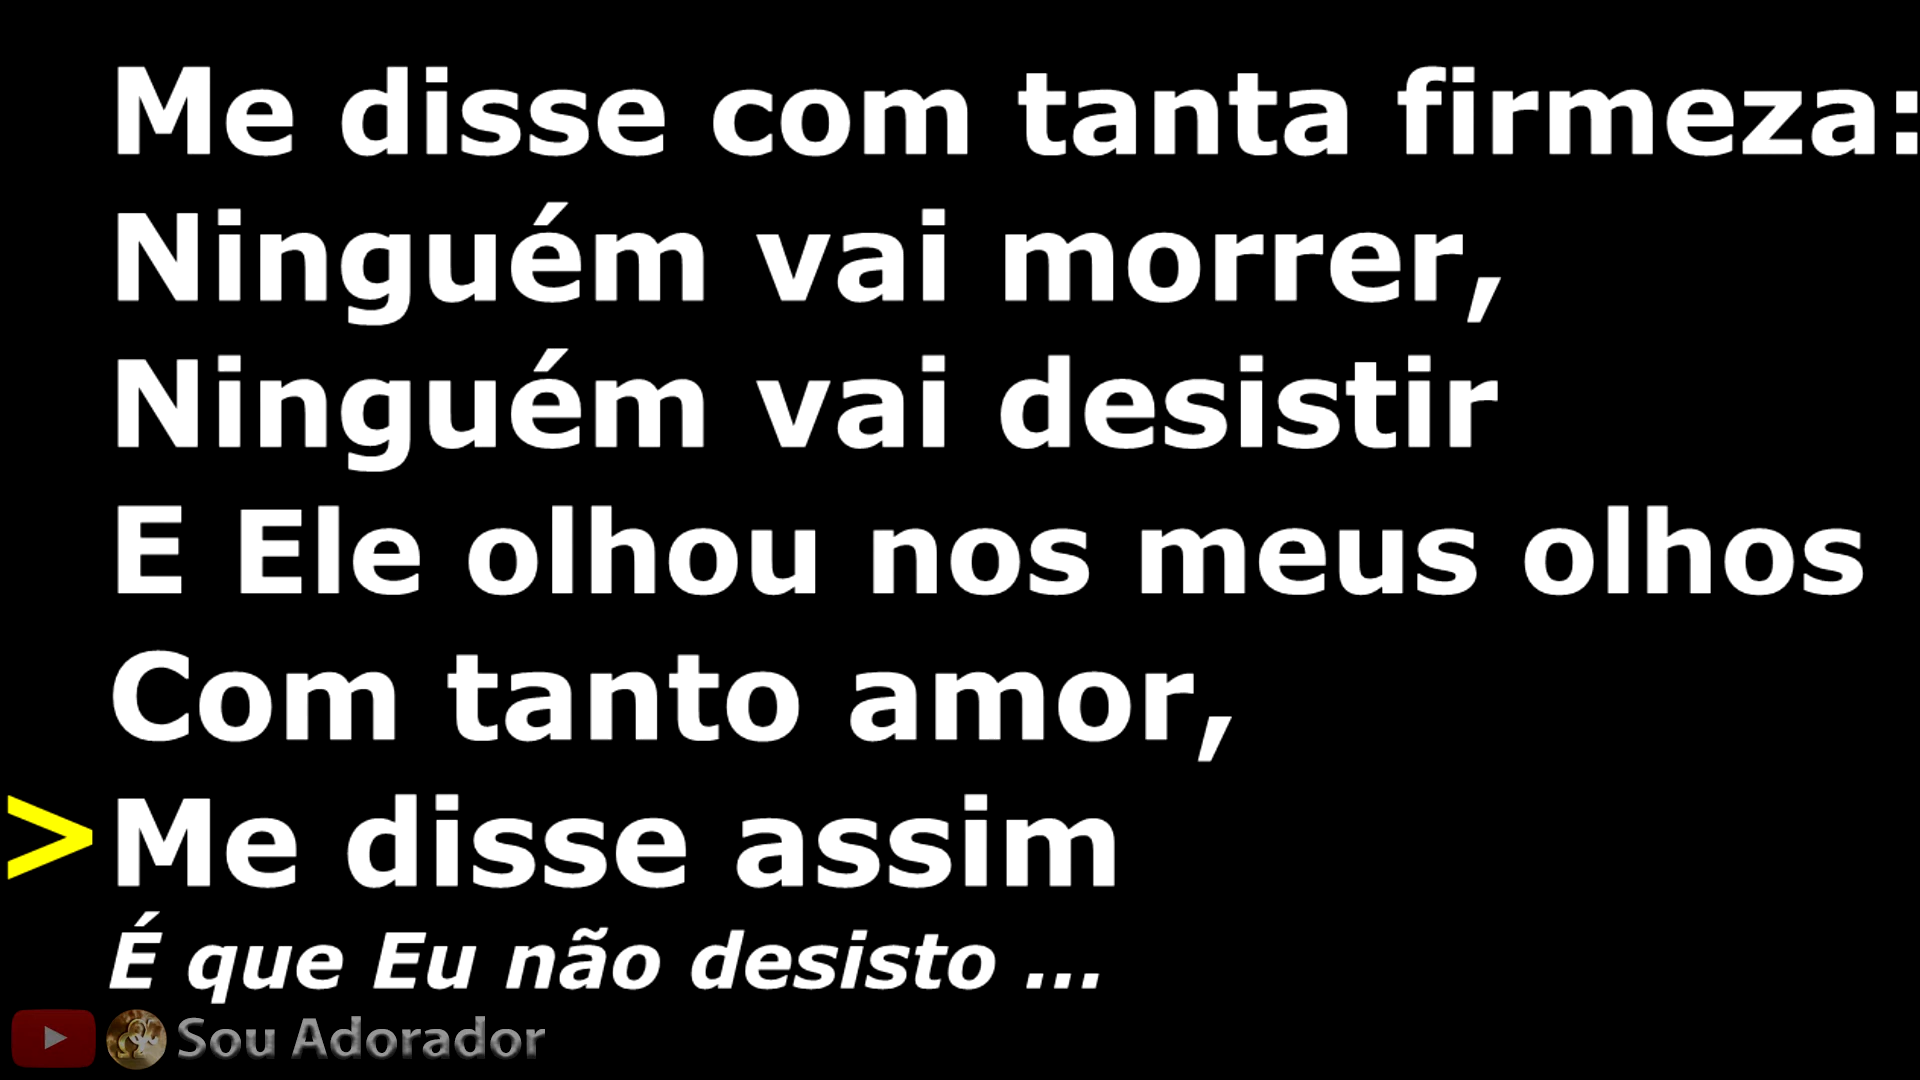 Me disse com tanta firmeza:
Ninguém vai morrer,
Ninguém vai desistir
E Ele olhou nos meus olhos
Com tanto amor,
> Me disse assim
É que Eu não desisto ...
Sou Adorador